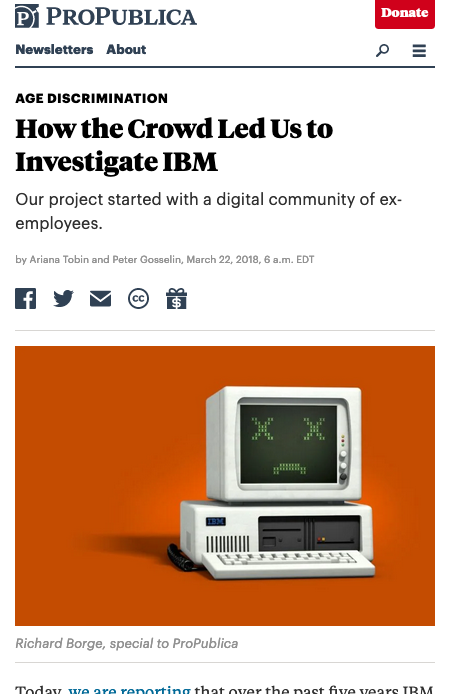 PROPUBLICA
Donate
Newsletters About
AGE DISCRIMINATION
How the Crowd Led Us to
Investigate IBM
Our project started with a digital community of ex-
employees.
by Ariana Tobin and Peter Gosselin, March 22, 2018, 6 a.m. EDT
cc
IBM
Richard Borge, special to ProPublica
Today, we are reporting that over the past five years IBM